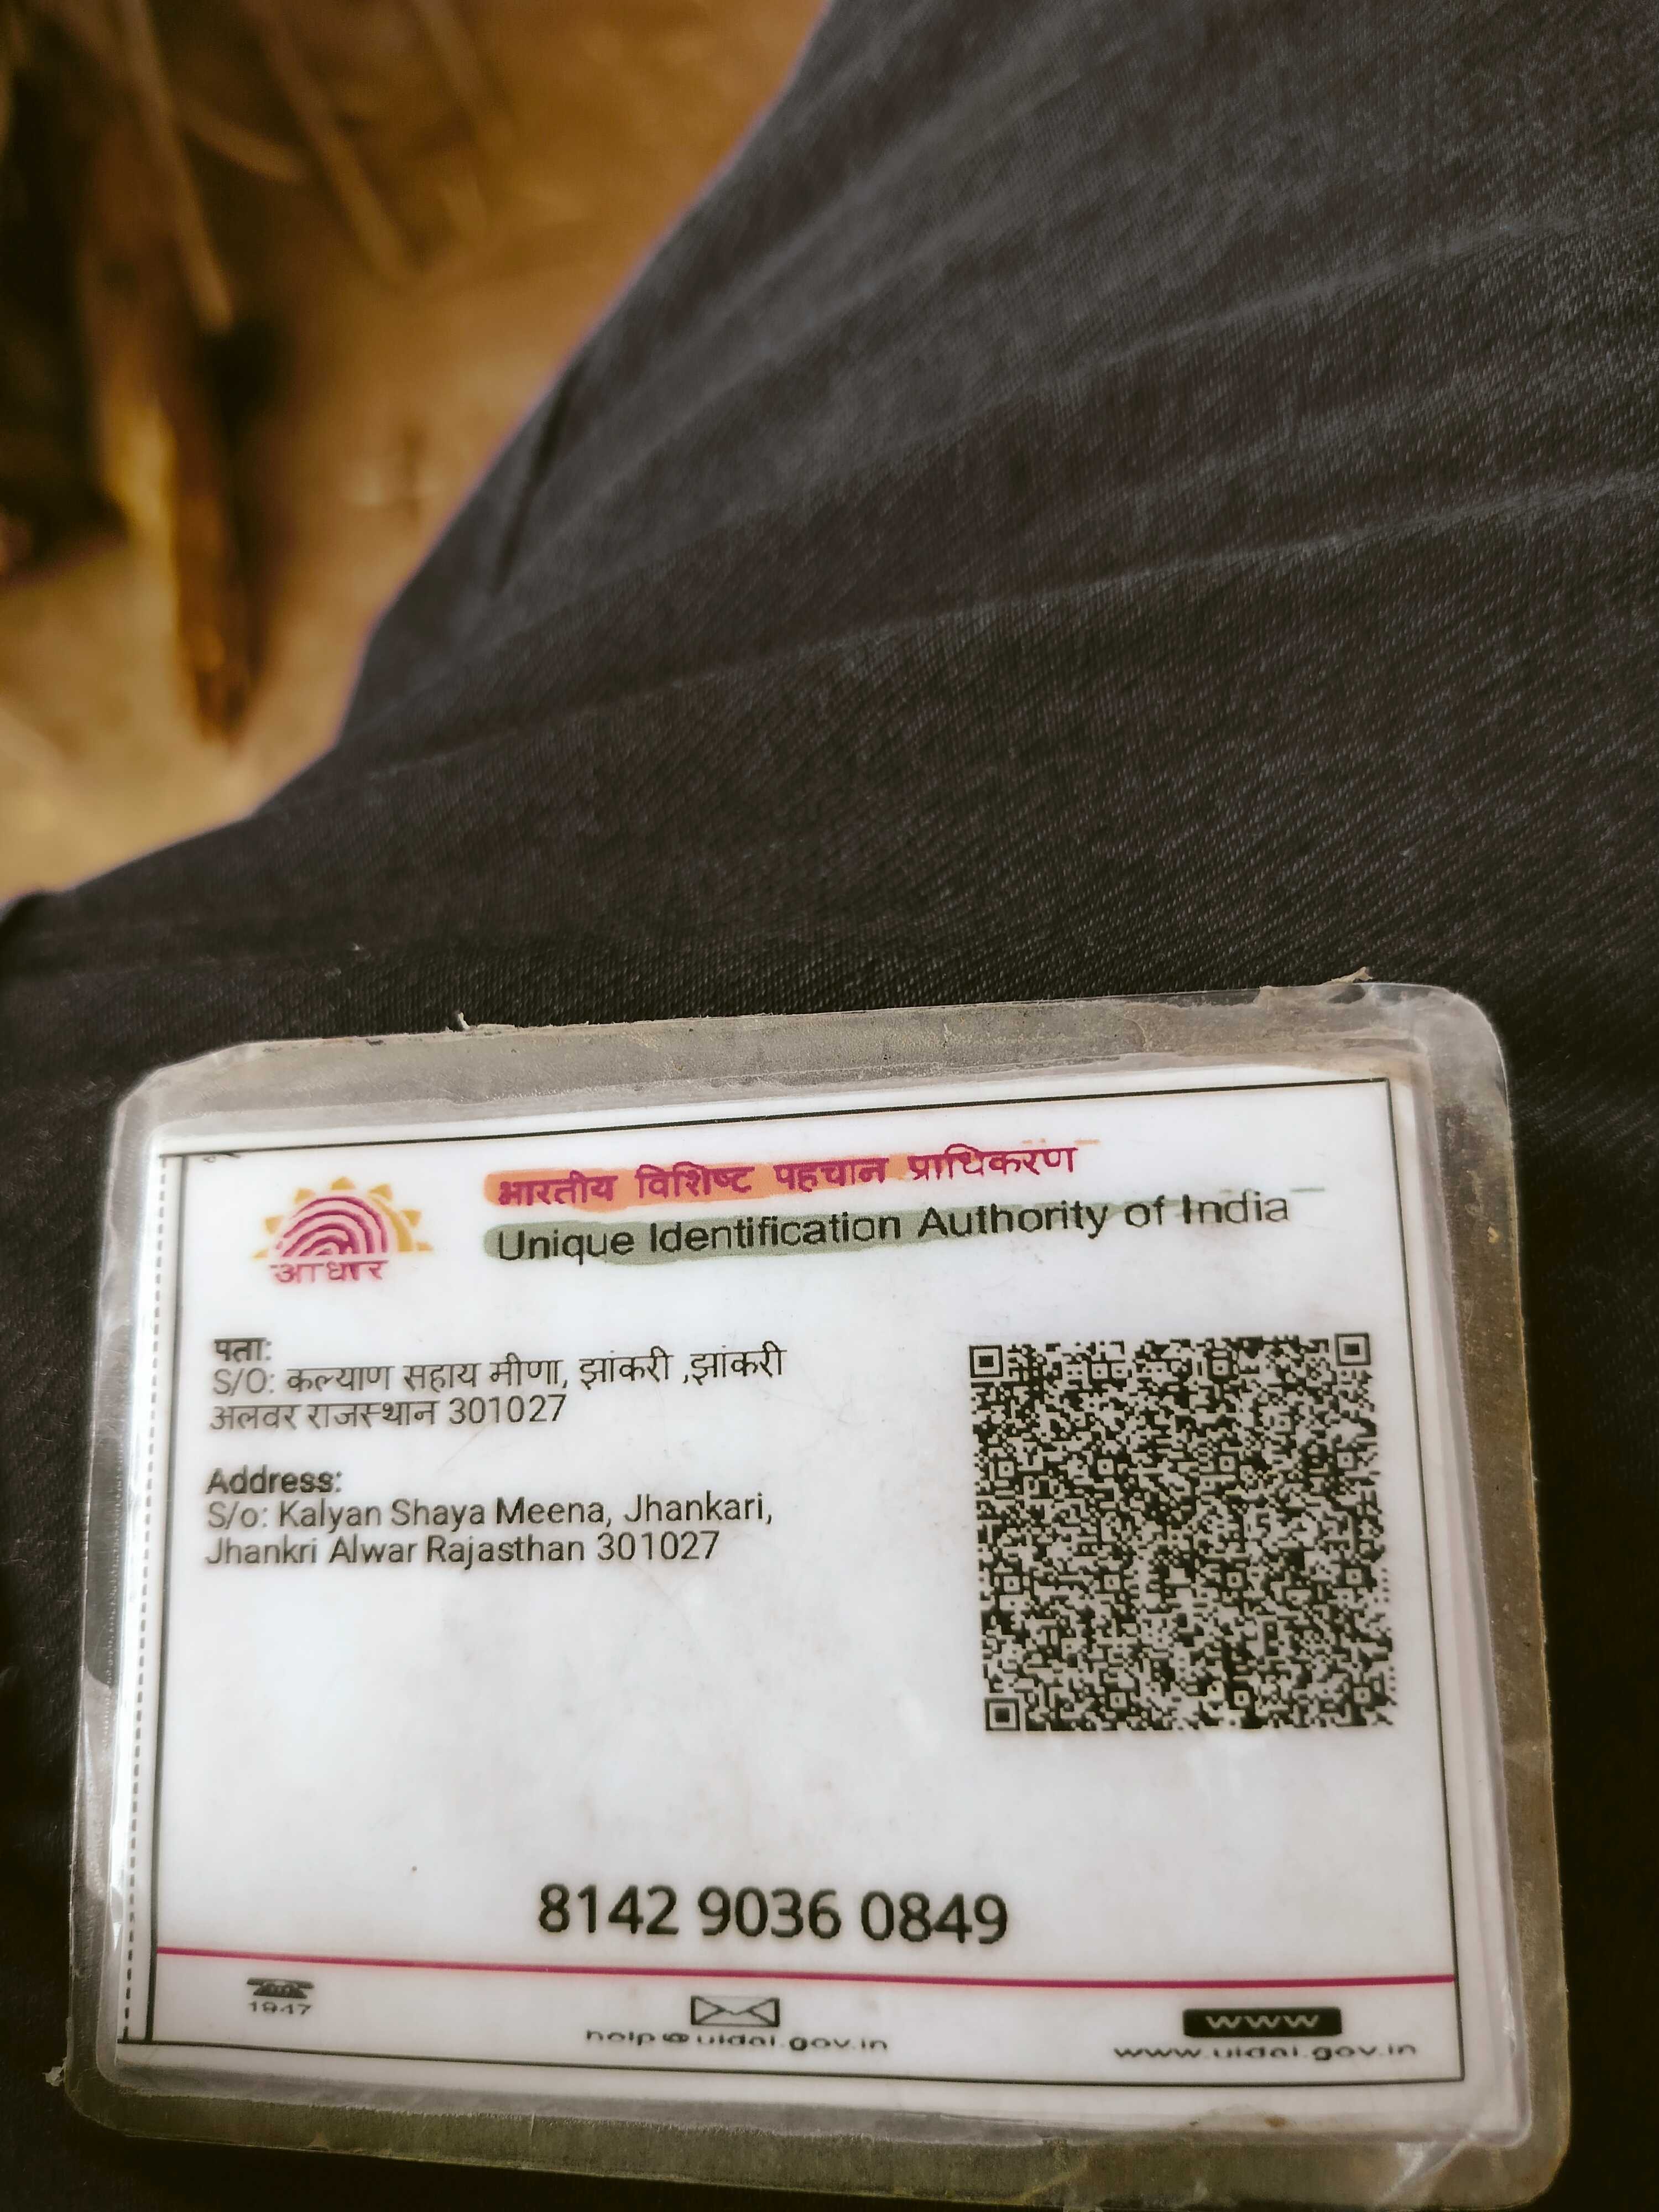 भारतीय विशिष्ट पहचान प्राधिकरण
Unique Identification Authority of India
आधार
पता:
S/O: कल्याण सहाय मीणा, झांकरी ,झांकरी
अलवर राजस्थान 301027
Address:
S/o: Kalyan Shaya Meena, Jhankari,
Jhankri Alwar Rajasthan 301027
8142 9036 0849
1947
help@uidai.gov.in
www
www.uidai.gov.in